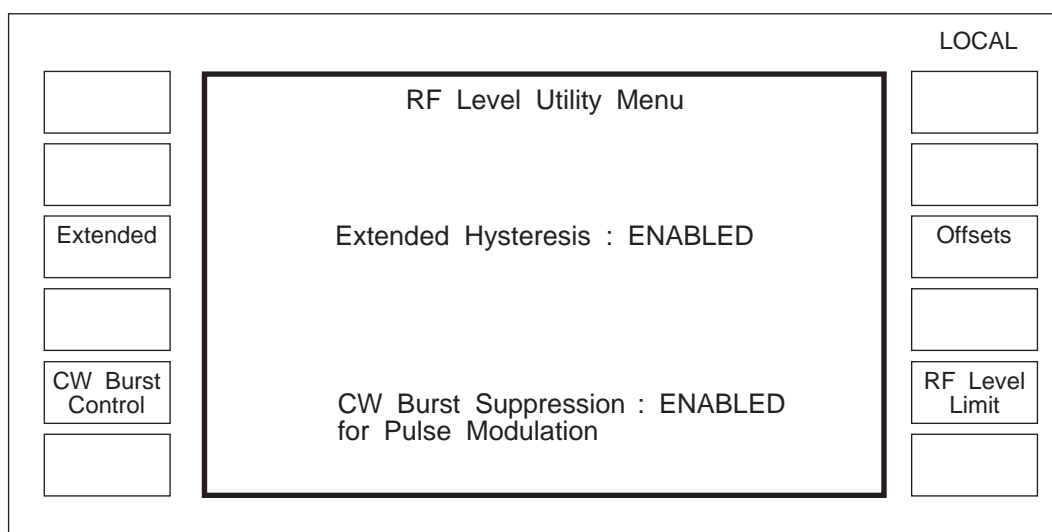 LOCAL
RF Level Utility Menu
Extended
Extended Hysteresis : ENABLED
Offsets
CW Burst
Control
CW Burst Suppression : ENABLED
for Pulse Modulation
RF Level
Limit